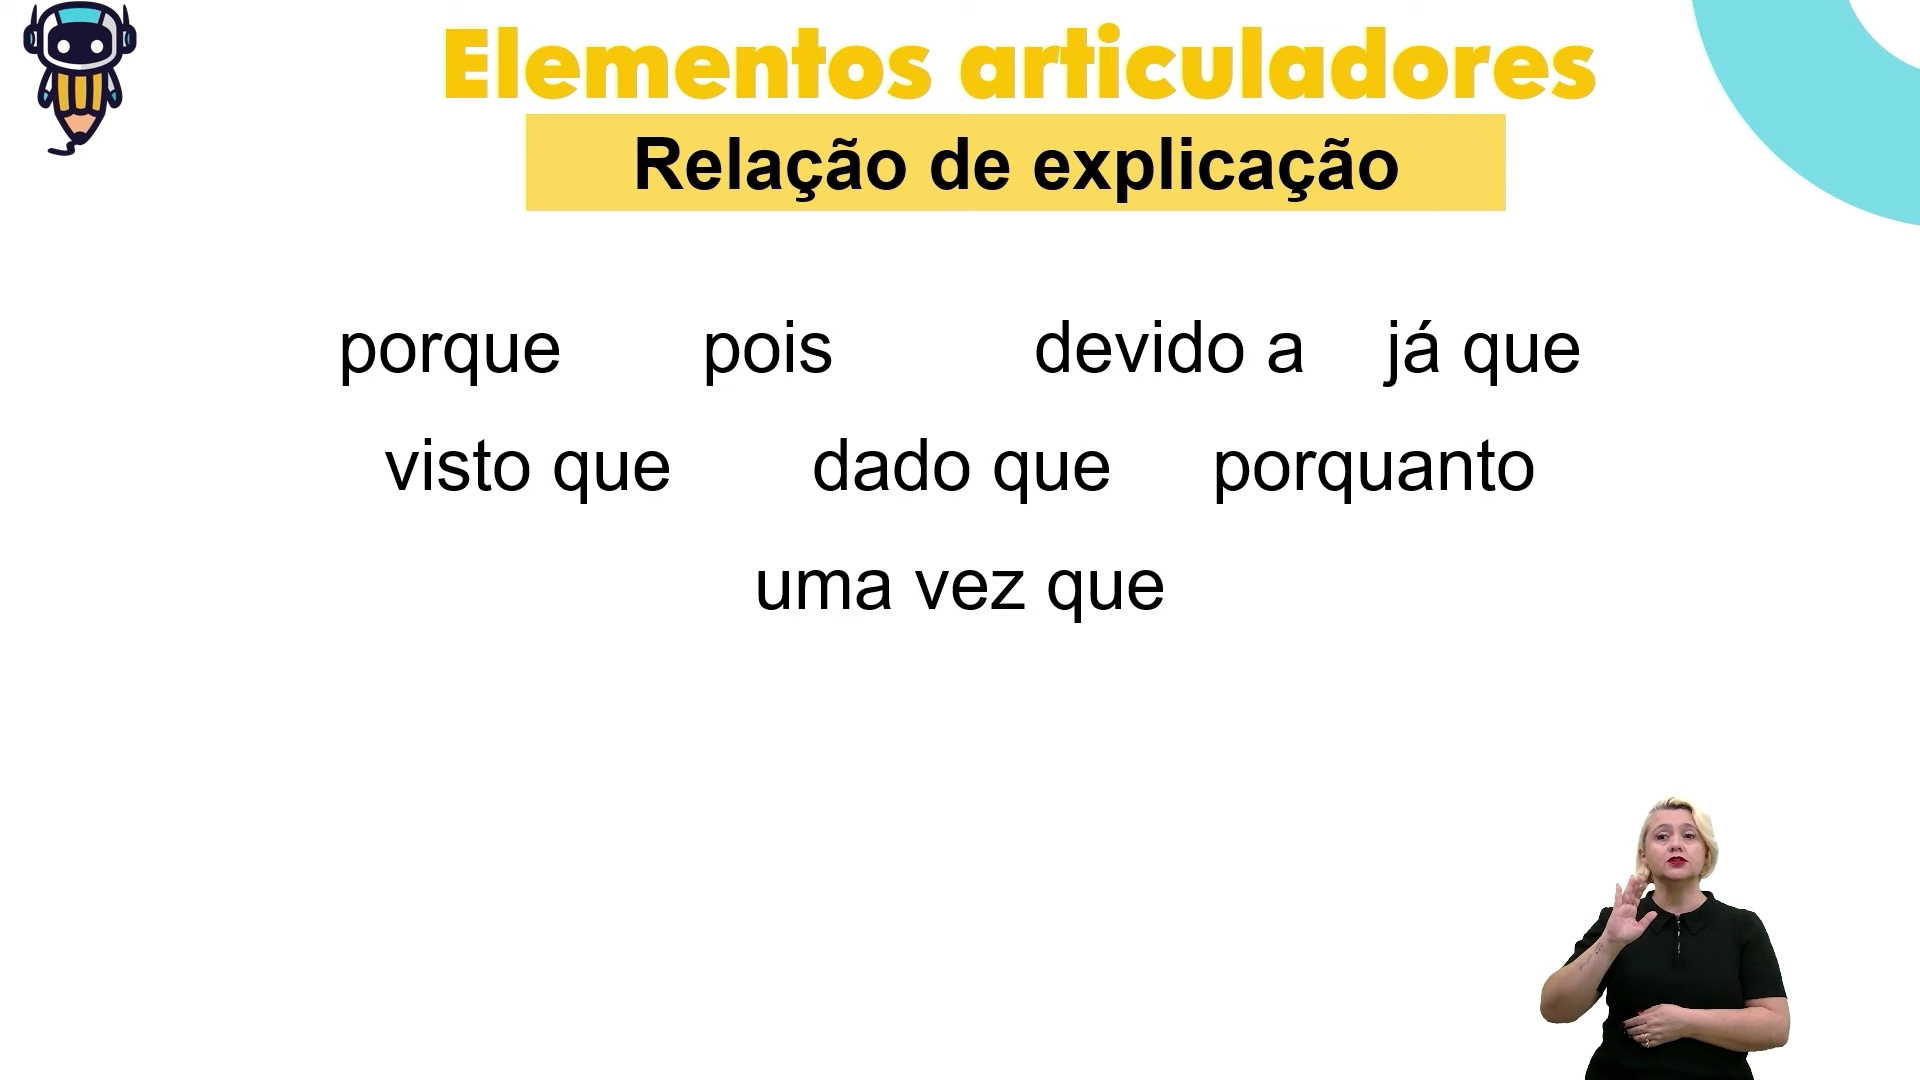 Elementos articuladores
Relação de explicação
porque pois devido a já que
visto que dado que porquanto
uma vez que